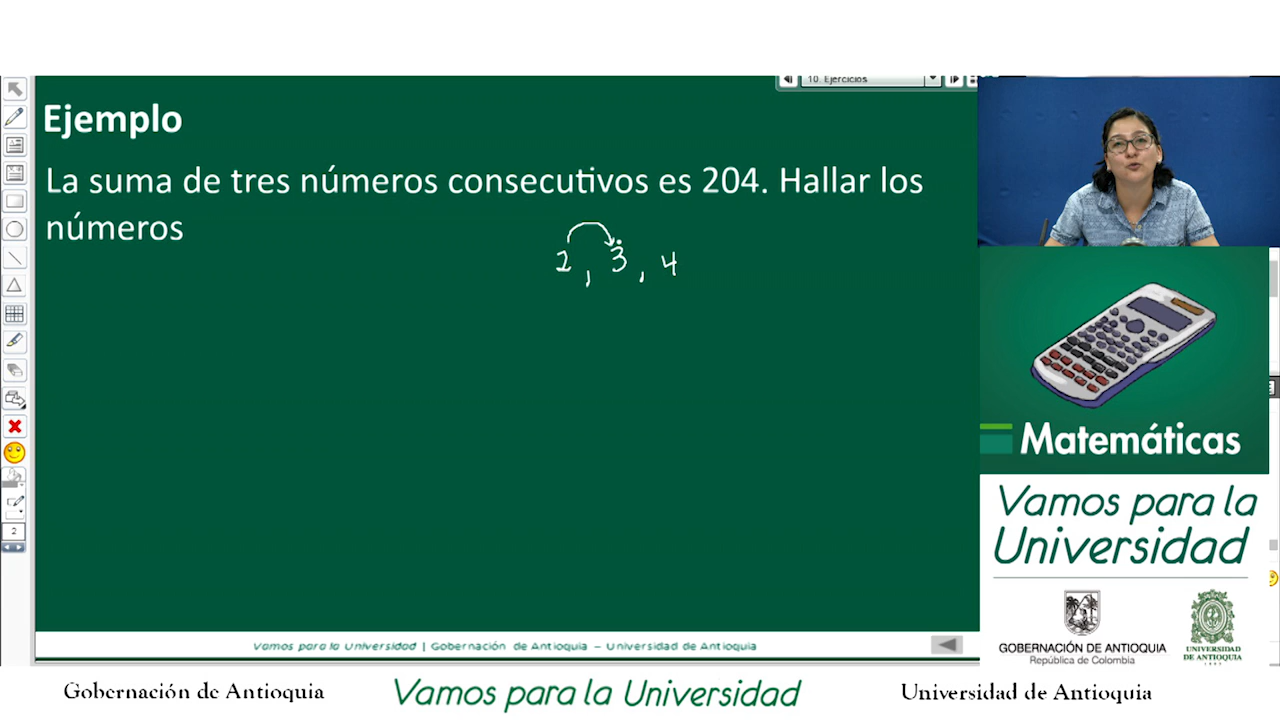 10. Ejercicios
Ejemplo
La suma de tres números consecutivos es 204. Hallar los
números
2 , 3 , 4
2
Matemáticas
Vamos para la
Universidad
GOBERNACIÓN DE ANTIOQUIA
República de Colombia
UNIVERSIDAD
DE ANTIOQUIA
Vamos para la Universidad | Gobernación de Antioquia – Universidad de Antioquia
Gobernación de Antioquia
Vamos para la Universidad
Universidad de Antioquia